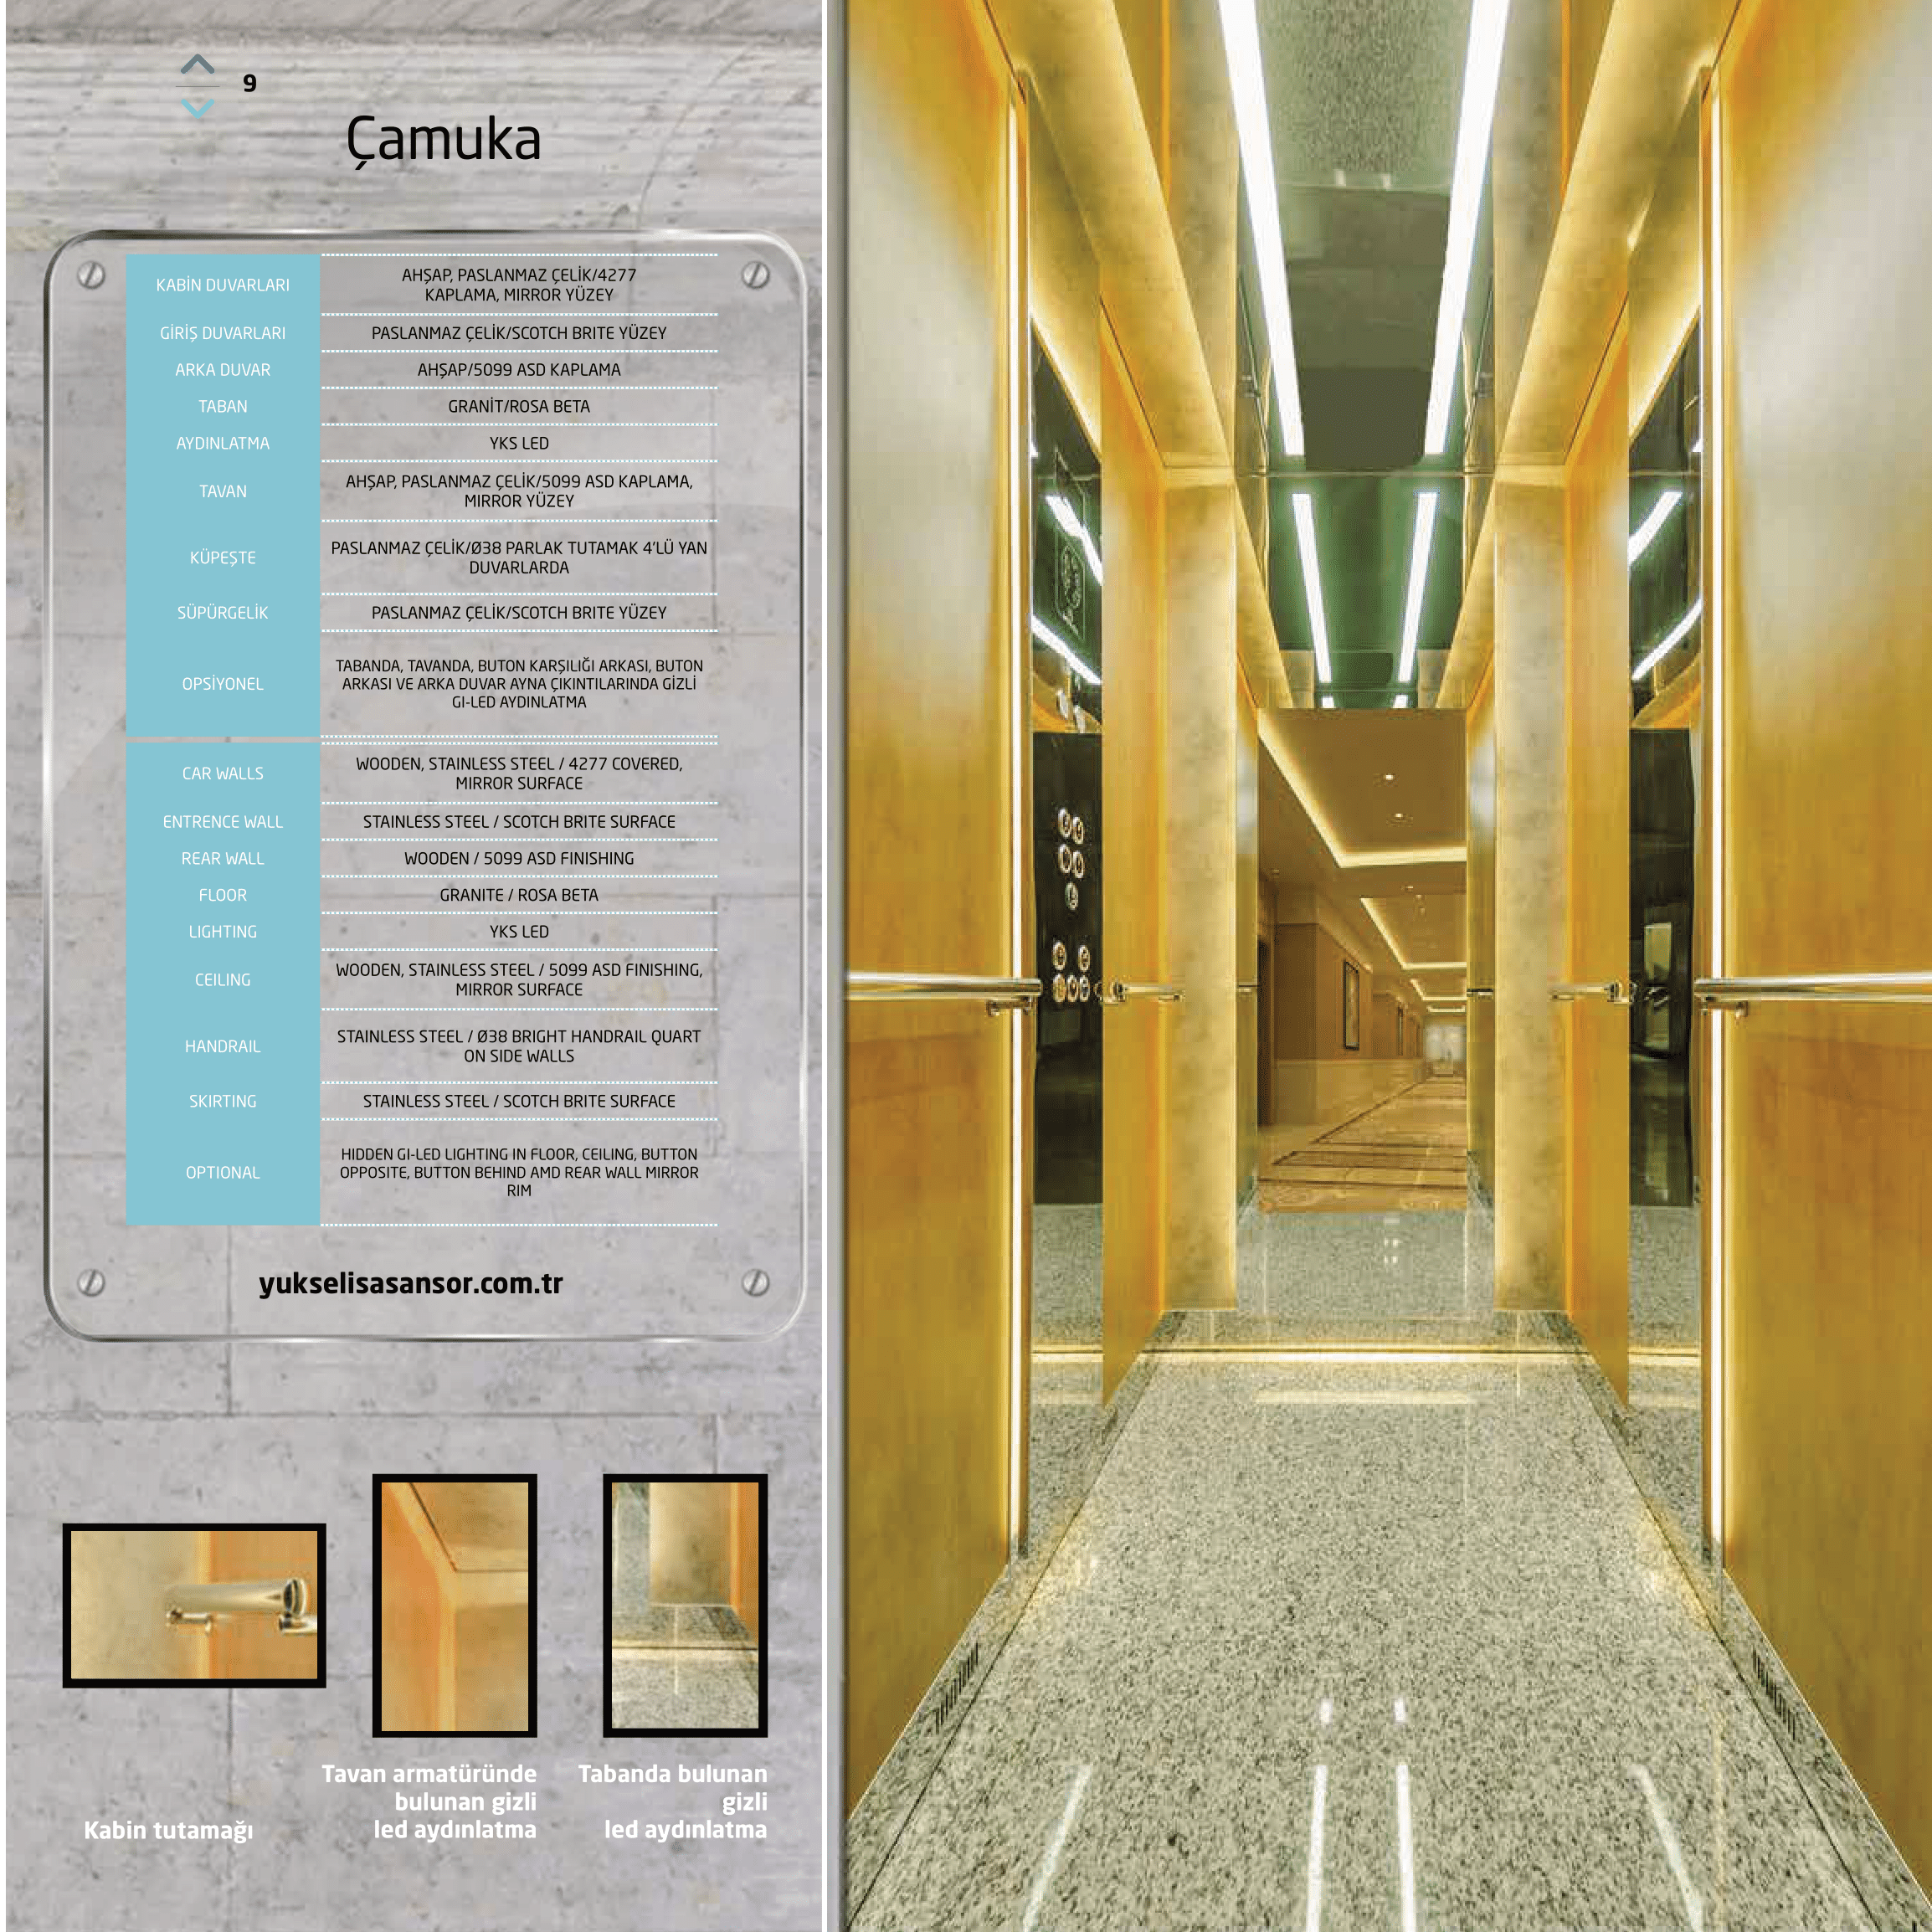 9
Çamuka
KABİN DUVARLARI
AHŞAP, PASLANMAZ ÇELİK/4277
KAPLAMA, MIRROR YÜZEY
GİRİŞ DUVARLARI
PASLANMAZ ÇELİK/SCOTCH BRITE YÜZEY
ARKA DUVAR
AHŞAP/5099 ASD KAPLAMA
TABAN
GRANİT/ROSA BETA
AYDINLATMA
YKS LED
TAVAN
AHŞAP, PASLANMAZ ÇELİK/5099 ASD KAPLAMA,
MIRROR YÜZEY
KÜPEŞTE
PASLANMAZ ÇELİK/Ø38 PARLAK TUTAMAK 4'LÜ YAN
DUVARLARDA
SÜPÜRGELİK
PASLANMAZ ÇELİK/SCOTCH BRITE YÜZEY
OPSİYONEL
TABANDA, TAVANDA, BUTON KARŞILIĞI ARKASI, BUTON
ARKASI VE ARKA DUVAR AYNA ÇIKINTILARINDA GİZLİ
GI-LED AYDINLATMA
CAR WALLS
WOODEN, STAINLESS STEEL / 4277 COVERED,
MIRROR SURFACE
ENTRENCE WALL
STAINLESS STEEL / SCOTCH BRITE SURFACE
REAR WALL
WOODEN / 5099 ASD FINISHING
FLOOR
GRANITE / ROSA BETA
LIGHTING
YKS LED
CEILING
WOODEN, STAINLESS STEEL / 5099 ASD FINISHING,
MIRROR SURFACE
HANDRAIL
STAINLESS STEEL / Ø38 BRIGHT HANDRAIL QUART
ON SIDE WALLS
SKIRTING
STAINLESS STEEL / SCOTCH BRITE SURFACE
OPTIONAL
HIDDEN GI-LED LIGHTING IN FLOOR, CEILING, BUTTON
OPPOSITE, BUTTON BEHIND AMD REAR WALL MIRROR
RIM
yukselisasansor.com.tr
Kabin tutamağı
Tavan armatüründe
bulunan gizli
led aydınlatma
Tabanda bulunan
gizli
led aydınlatma